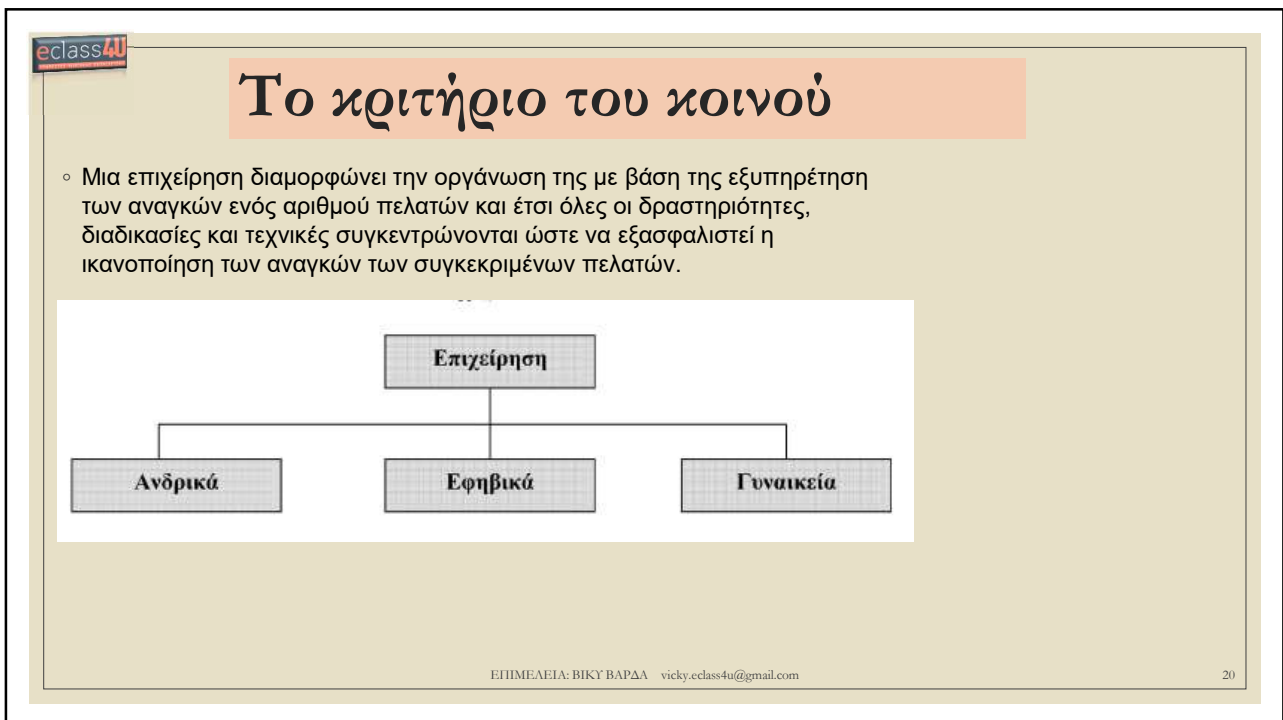 eclass4U
Το κριτήριο του κοινού
◦ Μια επιχείρηση διαμορφώνει την οργάνωση της με βάση της εξυπηρέτηση
των αναγκών ενός αριθμού πελατών και έτσι όλες οι δραστηριότητες,
διαδικασίες και τεχνικές συγκεντρώνονται ώστε να εξασφαλιστεί η
ικανοποίηση των αναγκών των συγκεκριμένων πελατών.
Επιχείρηση
Ανδρικά Εφηβικά Γυναικεία
ΕΠΙΜΕΛΕΙΑ: ΒΙΚΥ ΒΑΡΔΑ vicky.eclass4u@gmail.com 20